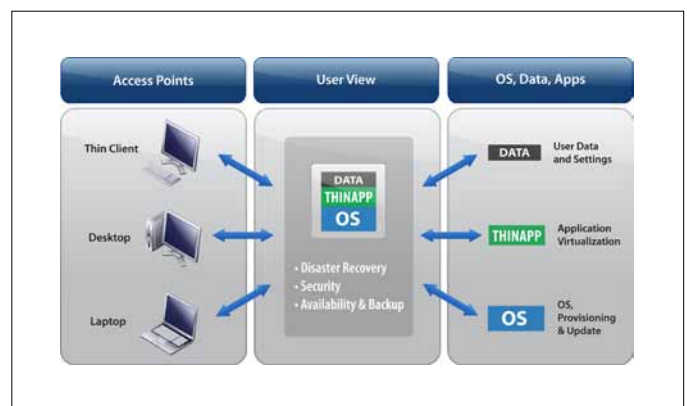 Access Points
User View
OS, Data, Apps
Thin Client
Desktop
Laptop
DATA
THINAPP
OS
• Disaster Recovery
• Security
• Availability & Backup
DATA
User Data
and Settings
THINAPP
Application
Virtualization
OS
OS,
Provisioning
& Update